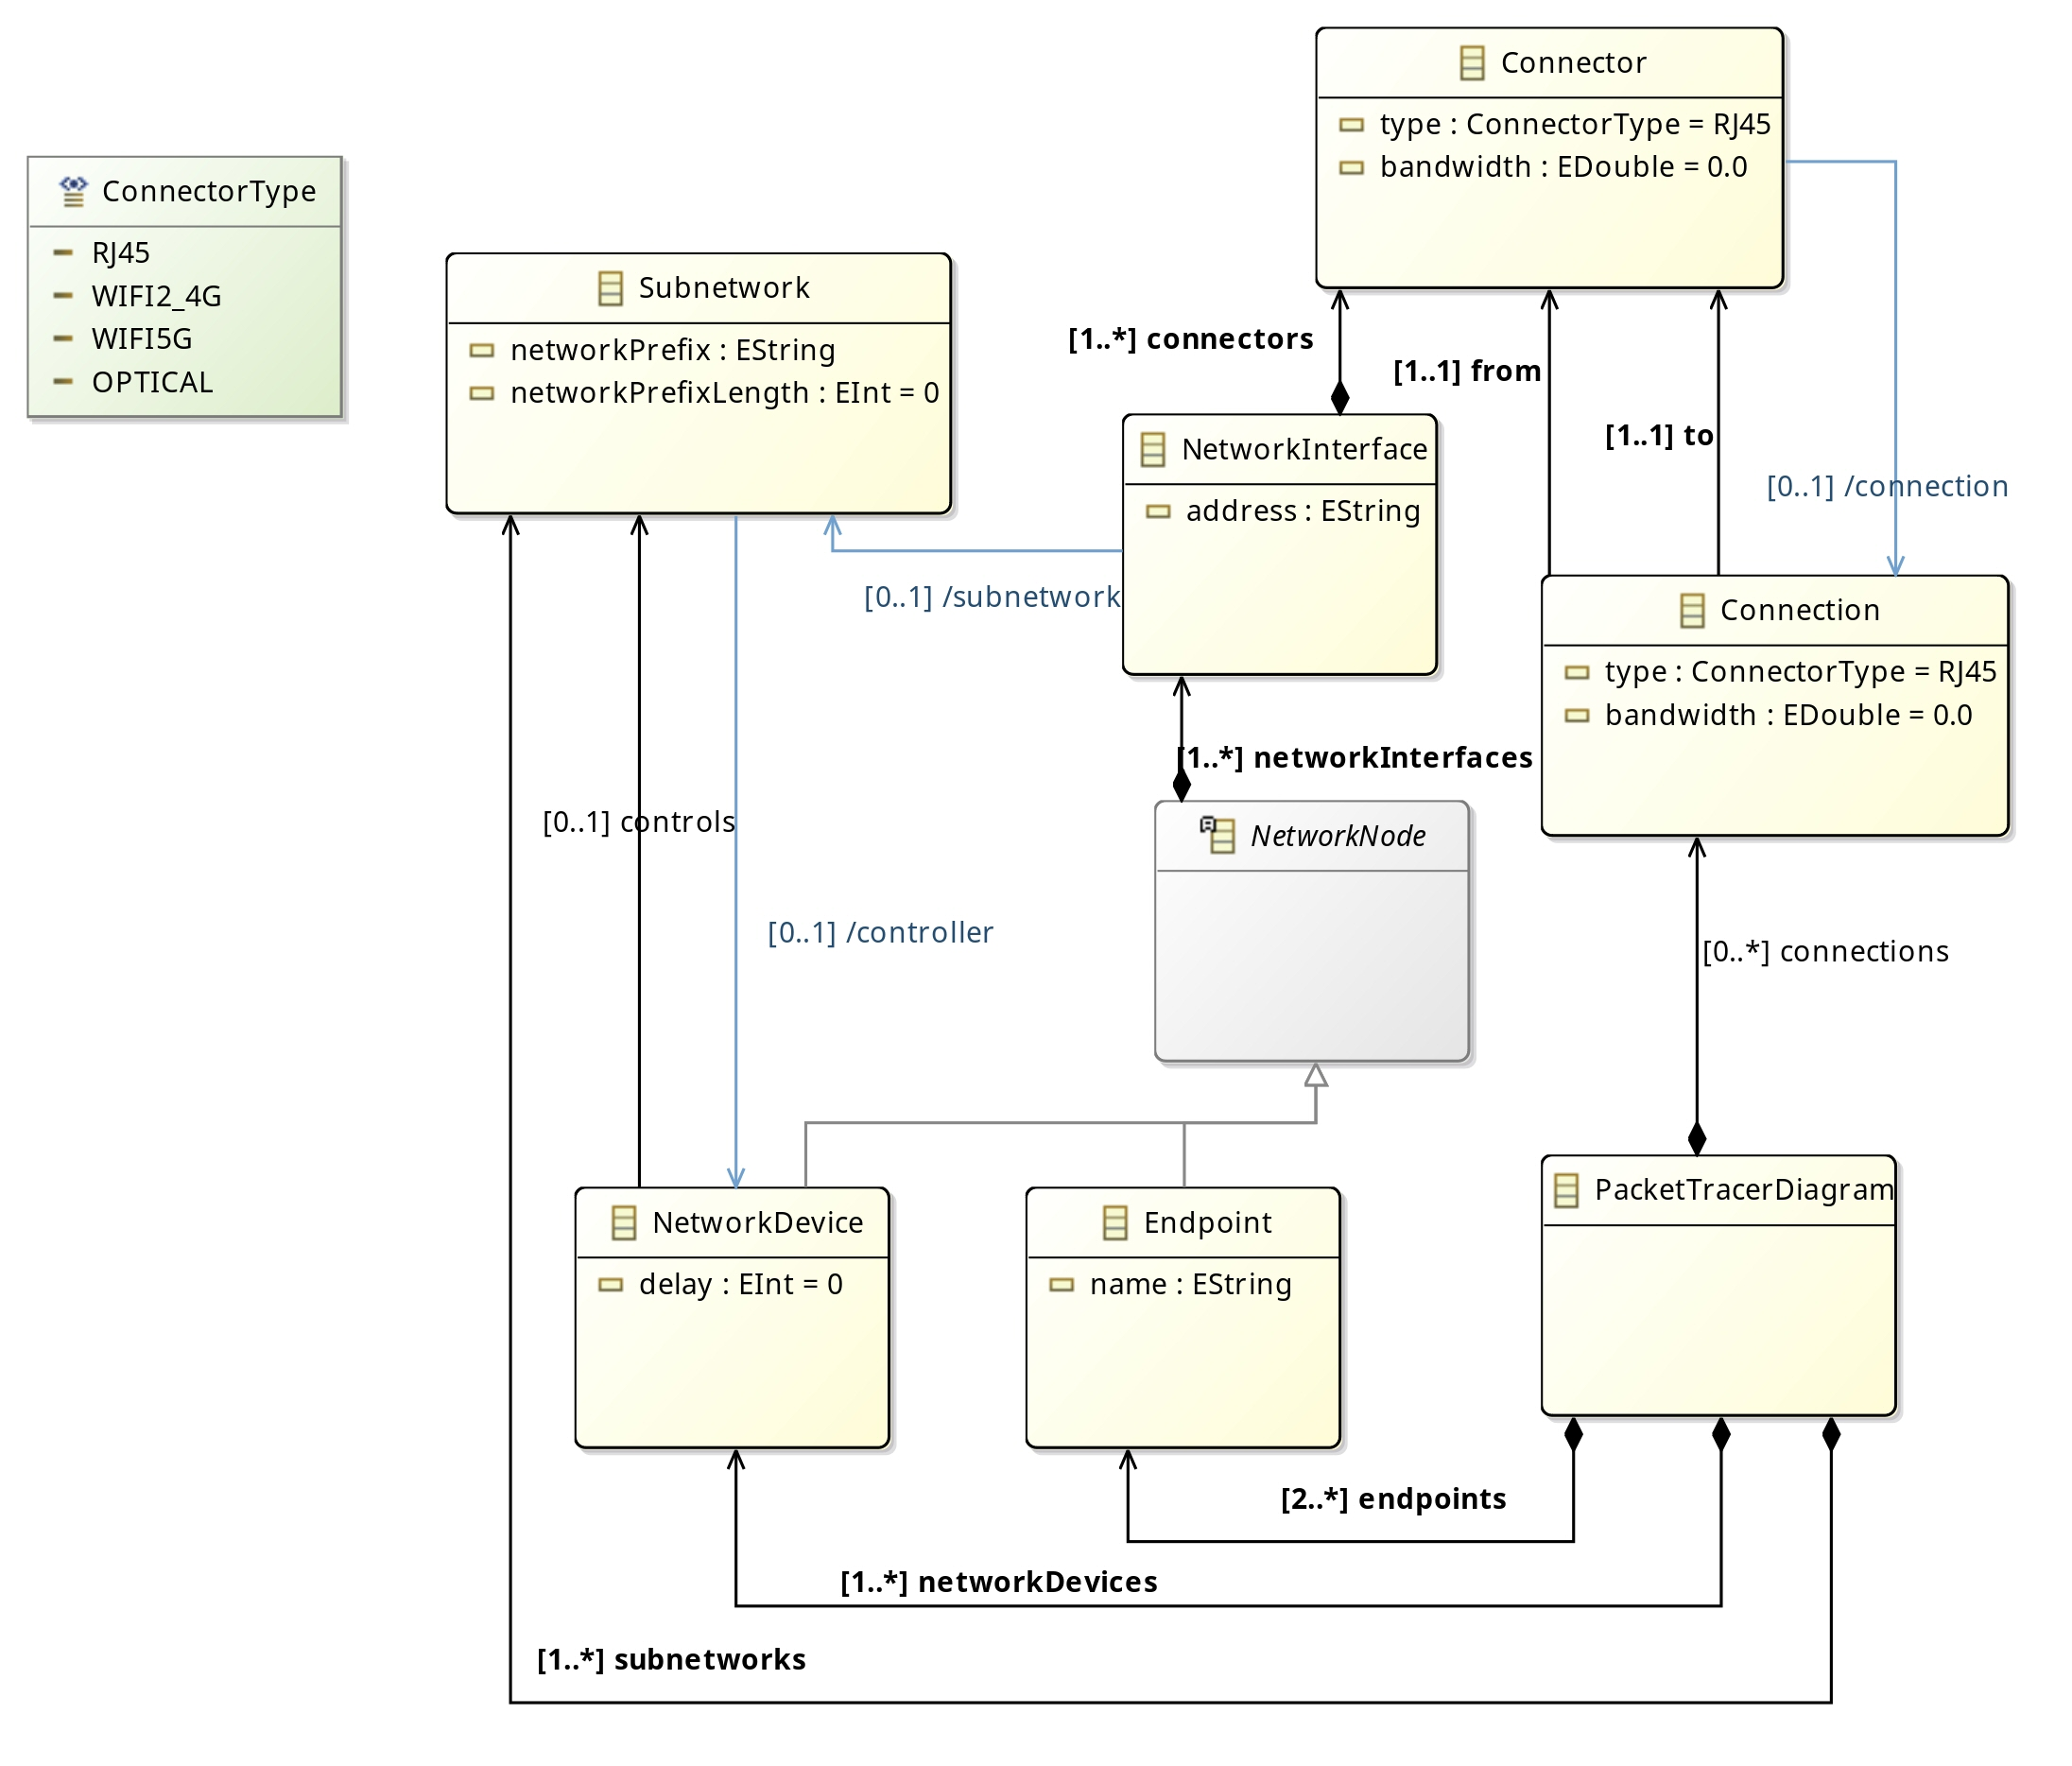 Connector
type : ConnectorType = RJ45
bandwidth : EDouble = 0.0
ConnectorType
RJ45
WIFI2_4G
WIFI5G
OPTICAL
Subnetwork
networkPrefix : EString
networkPrefixLength : EInt = 0
[1..*] connectors
[1..1] from
[1..1] to
[0..1] /connection
NetworkInterface
address : EString
[0..1] /subnetwork
Connection
type : ConnectorType = RJ45
bandwidth : EDouble = 0.0
[1..*] networkInterfaces
[0..1] controls
NetworkNode
[0..1] /controller
[0..*] connections
NetworkDevice
delay : EInt = 0
Endpoint
name : EString
PacketTracerDiagram
[2..*] endpoints
[1..*] networkDevices
[1..*] subnetworks